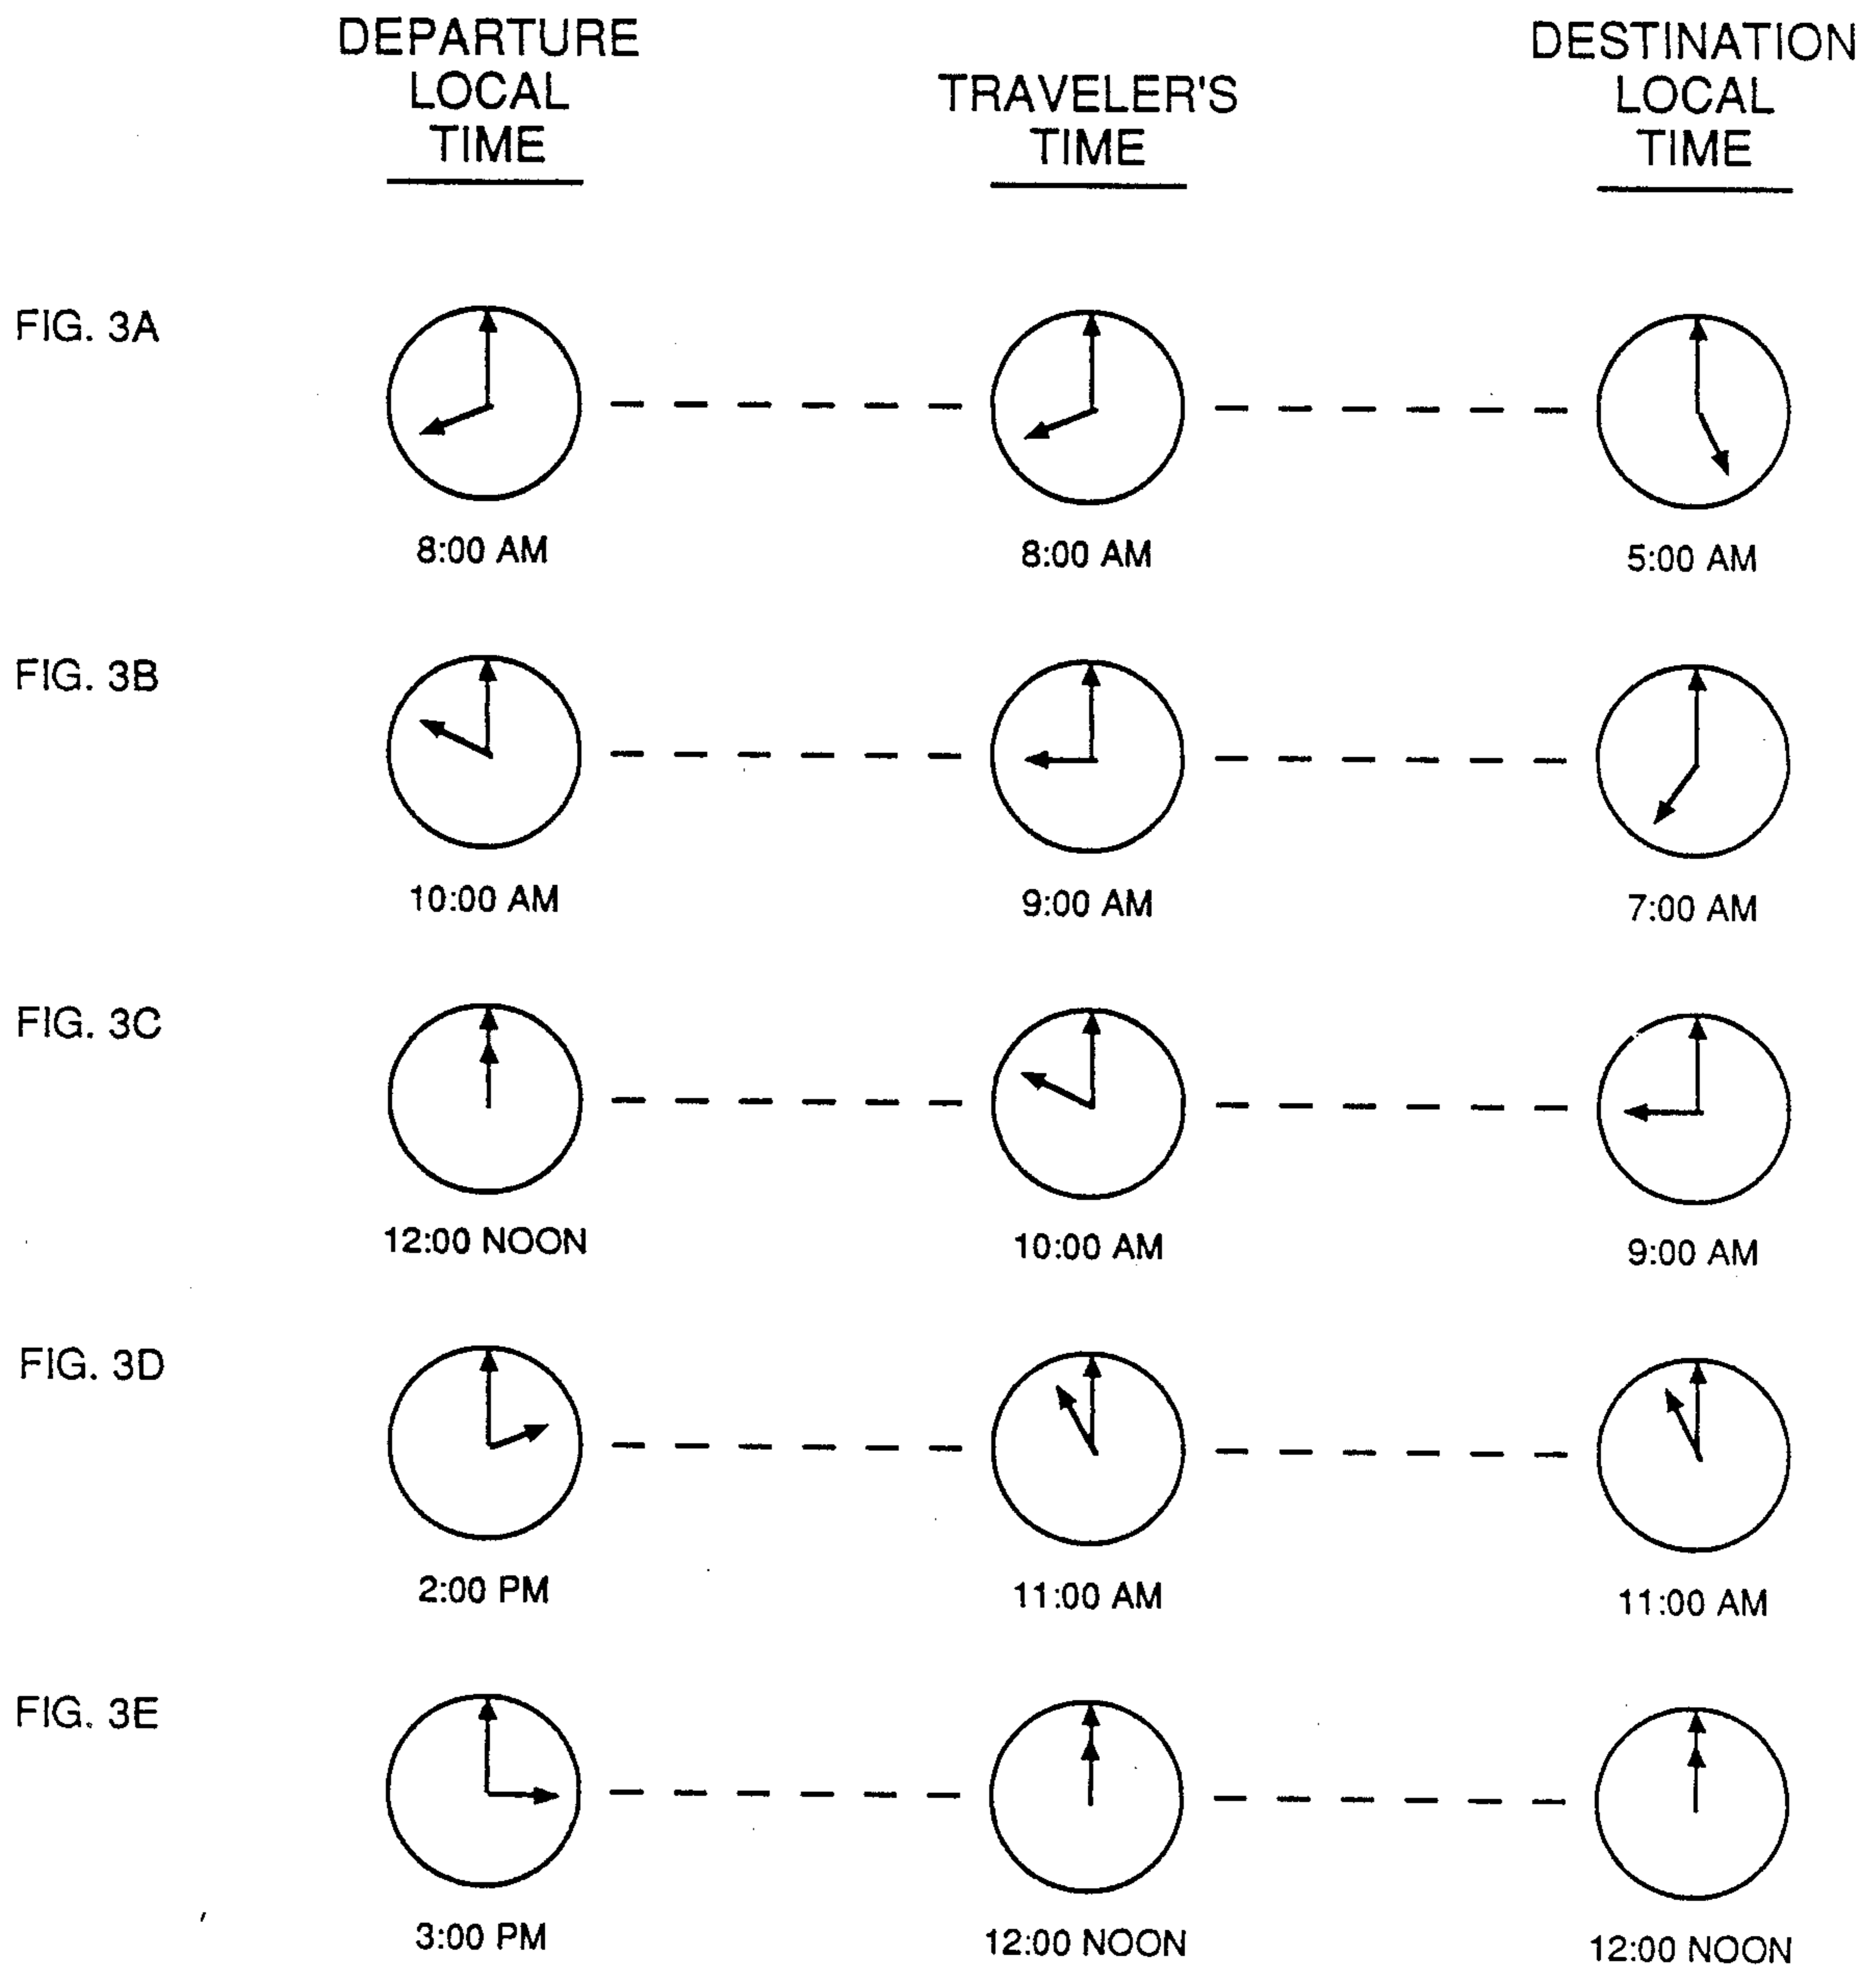 DEPARTURE
LOCAL
TIME
TRAVELER'S
TIME
DESTINATION
LOCAL
TIME
FIG. 3A
8:00 AM
8:00 AM
5:00 AM
FIG. 3B
10:00 AM
9:00 AM
7:00 AM
FIG. 3C
12:00 NOON
10:00 AM
9:00 AM
FIG. 3D
2:00 PM
11:00 AM
11:00 AM
FIG. 3E
3:00 PM
12:00 NOON
12:00 NOON